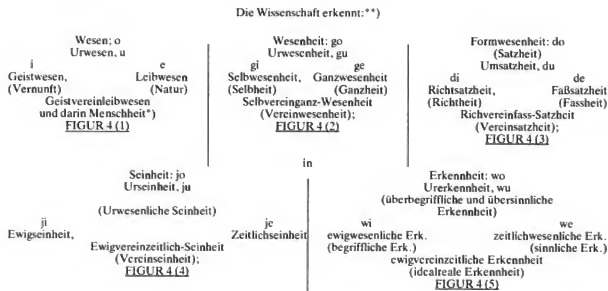 Die Wissenschaft erkennt:**)
Wesen; o
Urwesen, u
i e
Geistwesen, Leibwesen
(Vernunft) (Natur)
Geistvereinleibwesen
und darin Menschheit*)
FIGUR 4 (1)
Wesenheit: go
Urwesenheit, gu
gi ge
Selbwesenheit, Ganzwesenheit
(Selbheit) (Ganzheit)
Selbvereinganz-Wesenheit
(Vereinwesenheit);
FIGUR 4 (2)
Formwesenheit: do
(Satzheit)
Umsatzheit, du
di de
Richtsatzheit, Faßsatzheit
(Richtheit) (Fassheit)
Richvereinfass-Satzheit
(Vereinsatzheit);
FIGUR 4 (3)
in
Seinheit: jo
Urseinheit, ju
(Urwesenliche Seinheit)
ji je
Ewigseinheit, Zeitlichseinheit
Ewigvereinzeitlich-Seinheit
(Vereinseinheit);
FIGUR 4 (4)
Erkennheit: wo
Urerkennheit, wu
(überbegriffliche und übersinnliche
Erkennheit)
wi we
ewigwesenliche Erk. zeitlichwesenliche Erk.
(begriffliche Erk.) (sinnliche Erk.)
ewigvereinzeitliche Erkennheit
(idealreale Erkennheit)
FIGUR 4 (5)